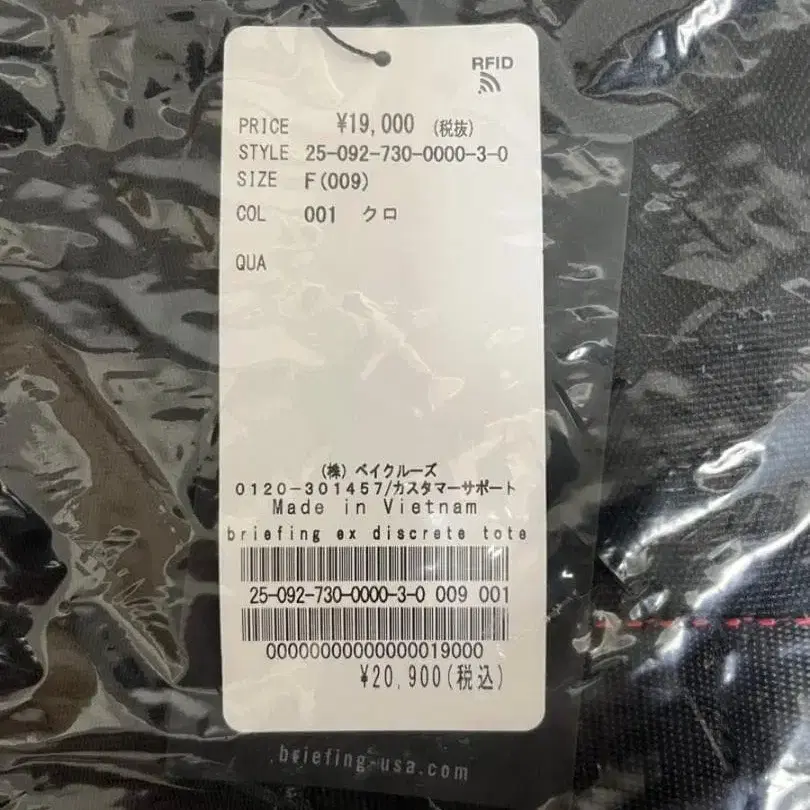 RFID
PRICE ¥19,000 (税抜)
STYLE 25-092-730-0000-3-0
SIZE F(009)
COL 001 クロ
QUA
(株) ベイクルーズ
0120-301457/カスタマーサポート
Made in Vietnam
briefing ex discrete tote
25-092-730-0000-3-0 009 001
00000000000000019000
¥20,900(税込)
briefing-usa.com